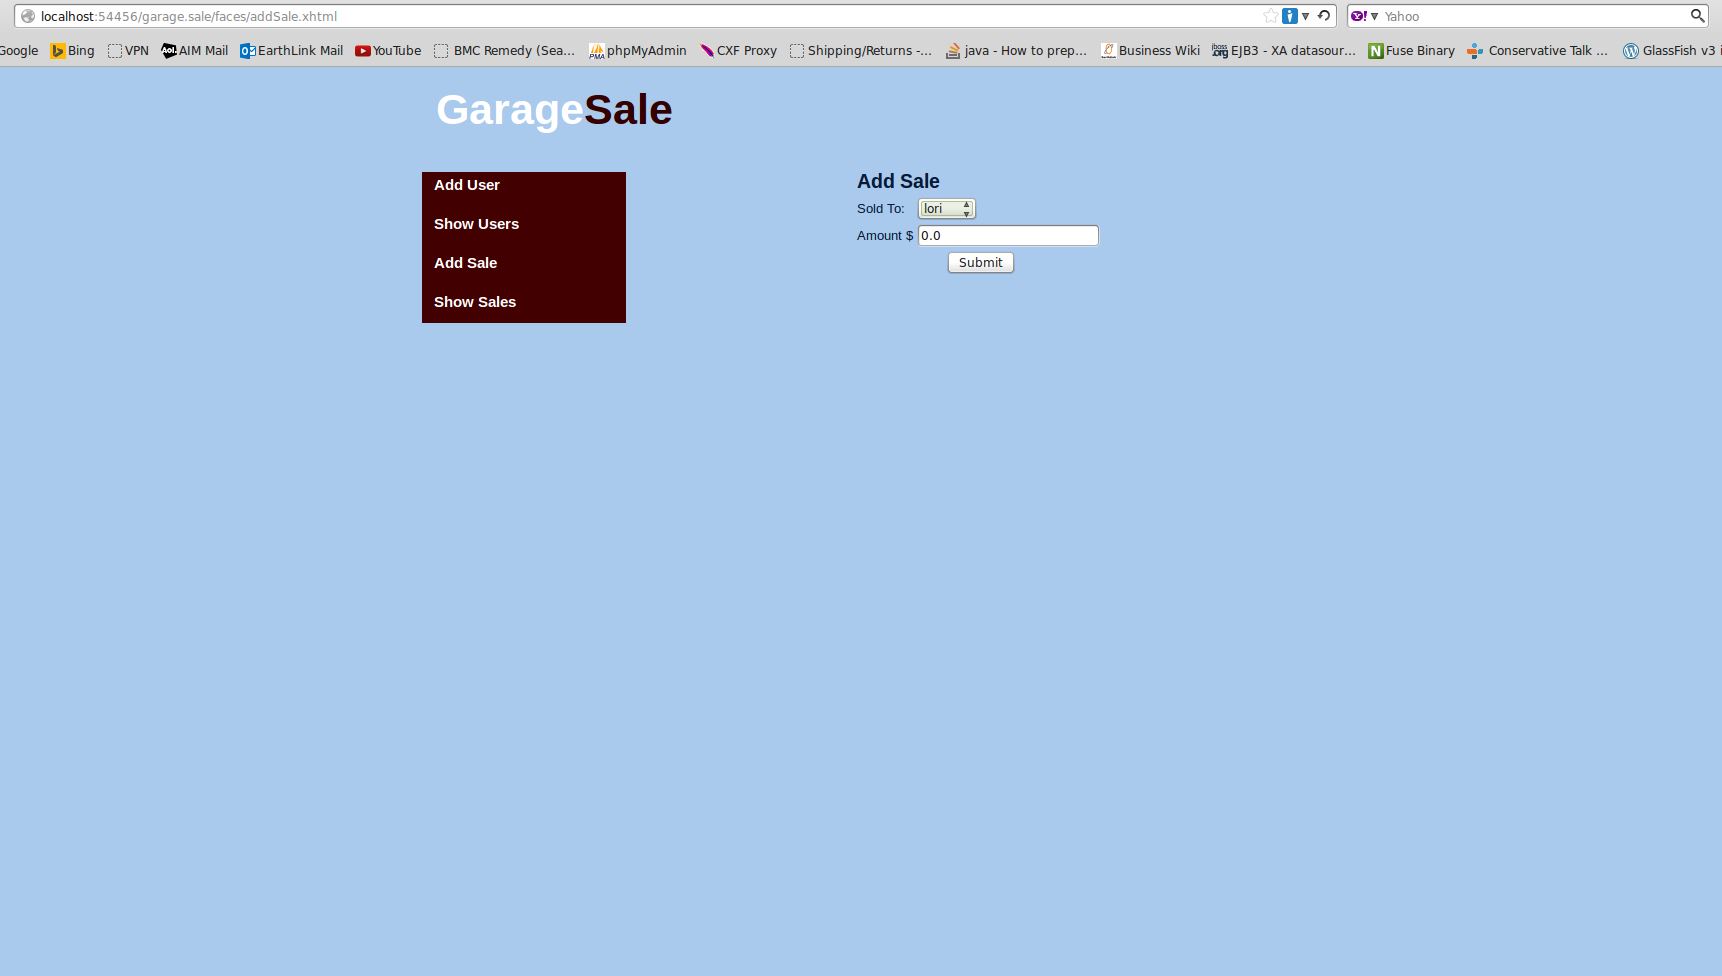 localhost:54456/garage.sale/faces/addSale.xhtml
Yahoo
Google Bing VPN AIM Mail EarthLink Mail YouTube BMC Remedy (Sea... phpMyAdmin CXF Proxy Shipping/Returns -... java - How to prep... Business Wiki EJB3 - XA datasour... Fuse Binary Conservative Talk ... GlassFish v3
GarageSale
Add User
Show Users
Add Sale
Show Sales
Add Sale
Sold To: lori
Amount $ 0.0
Submit